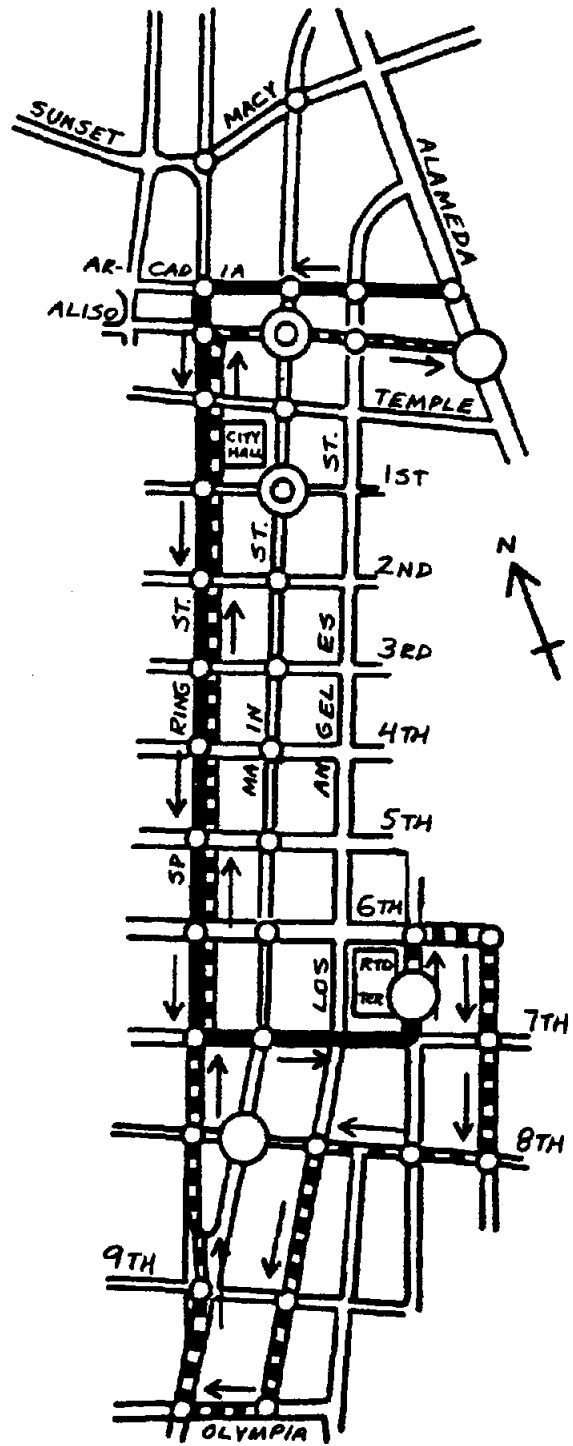 SUNSET
MACY
ALAMEDA
AR- CAD IA
ALISO
TEMPLE
CITY
HALL
ST.
1ST
ST.
N
2ND
ST.
ES
3RD
RING
IN
GEL
4TH
MA
AN
5TH
SP
6TH
LOS
RTD
TER
7TH
8TH
9TH
OLYMPIA